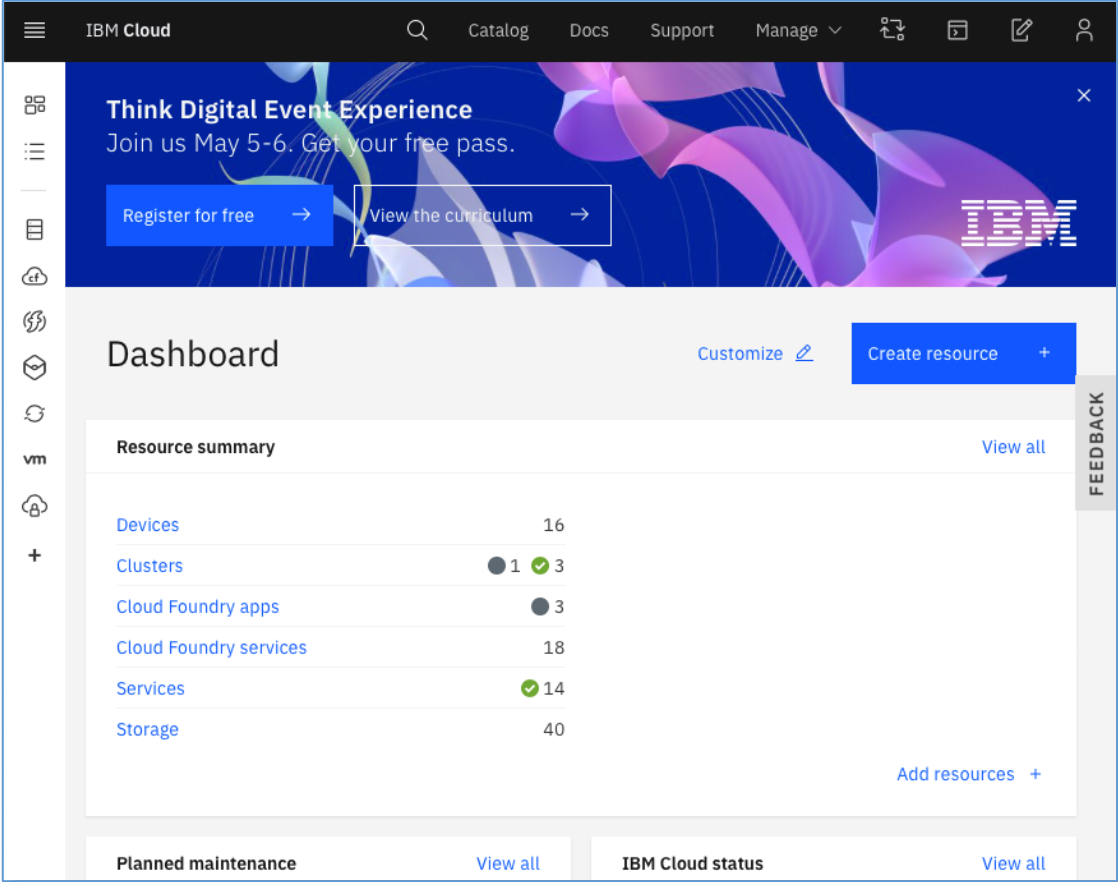 IBM Cloud
Catalog
Docs
Support
Manage
Think Digital Event Experience
Join us May 5-6. Get your free pass.
Register for free
View the curriculum
IBM
cf
vm
Dashboard
Customize
Create resource +
FEEDBACK
Resource summary
View all
Devices 16
Clusters 1 3
Cloud Foundry apps 3
Cloud Foundry services 18
Services 14
Storage 40
Add resources +
Planned maintenance
View all
IBM Cloud status
View all